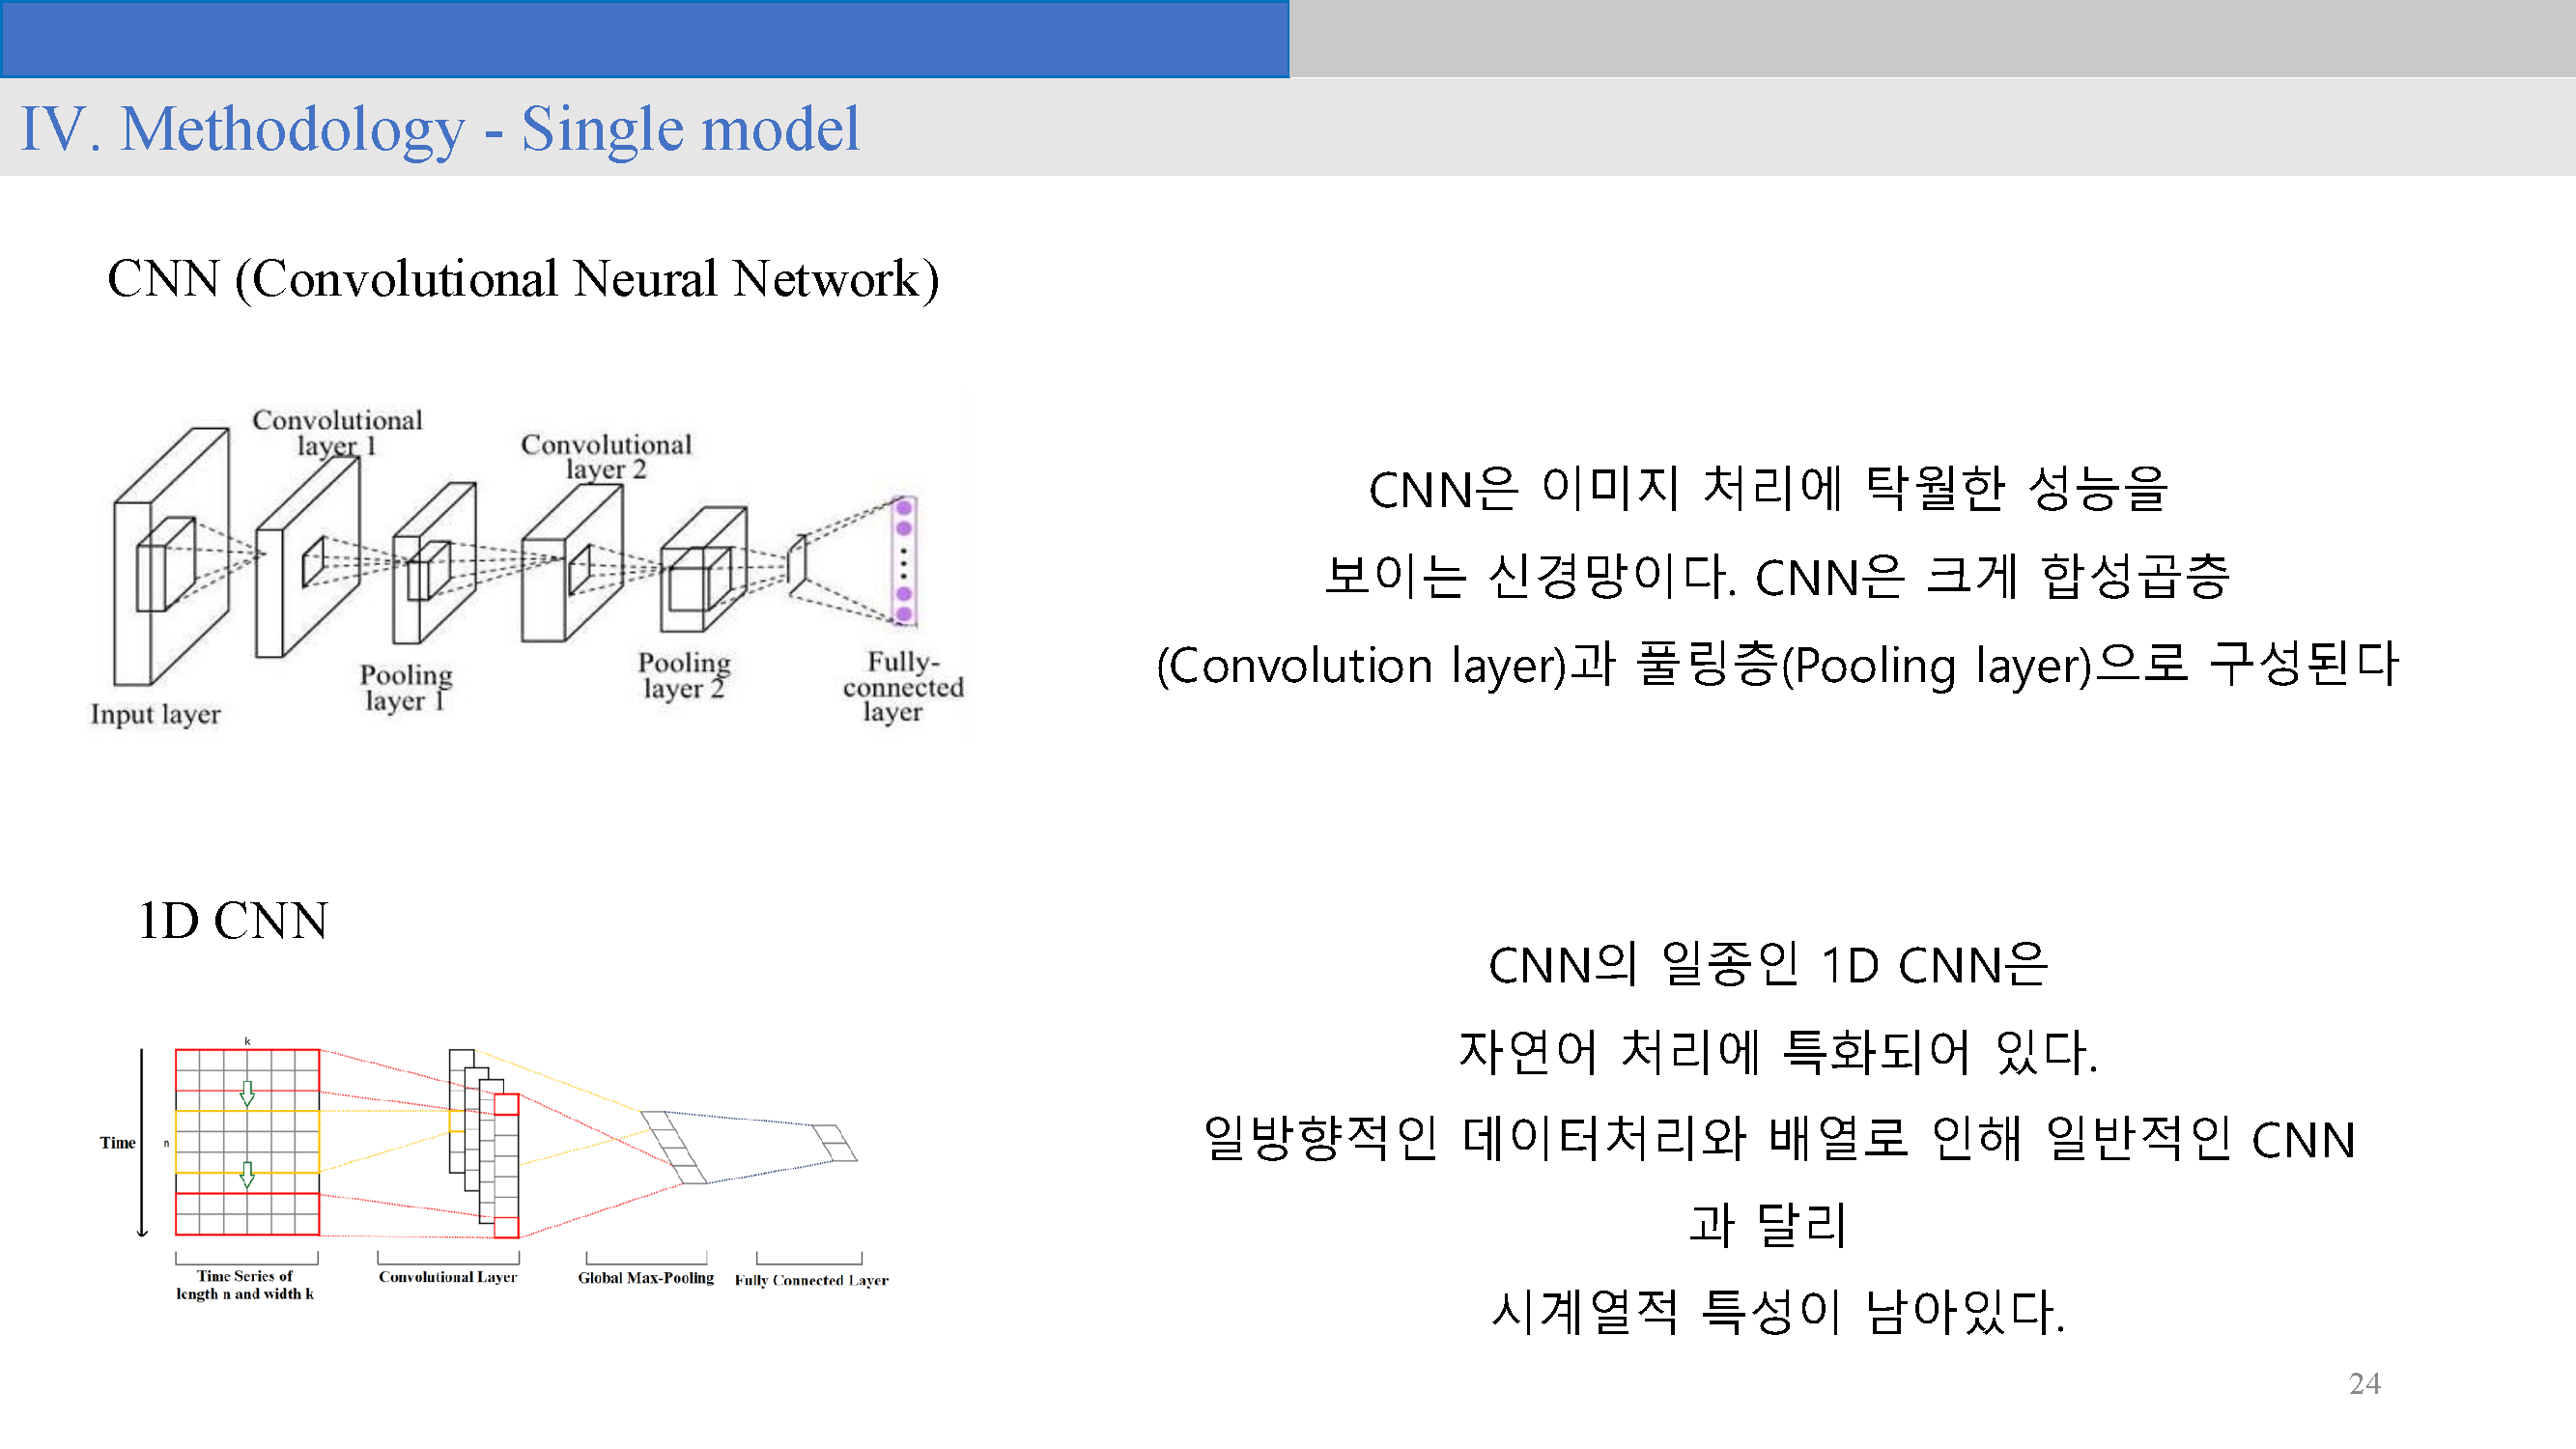 IV. Methodology - Single model
CNN (Convolutional Neural Network)
Convolutional
layer 1
Convolutional
layer 2
Pooling
layer 1
Pooling
layer 2
Fully-
connected
layer
Input layer
CNN은 이미지 처리에 탁월한 성능을
보이는 신경망이다. CNN은 크게 합성곱층
(Convolution layer)과 풀링층(Pooling layer)으로 구성된다
1D CNN
k
Time
n
Time Series of
length n and width k
Convolutional Layer
Global Max-Pooling
Fully Connected Layer
CNN의 일종인 1D CNN은
자연어 처리에 특화되어 있다.
일방향적인 데이터처리와 배열로 인해 일반적인 CNN
과 달리
시계열적 특성이 남아있다.
24